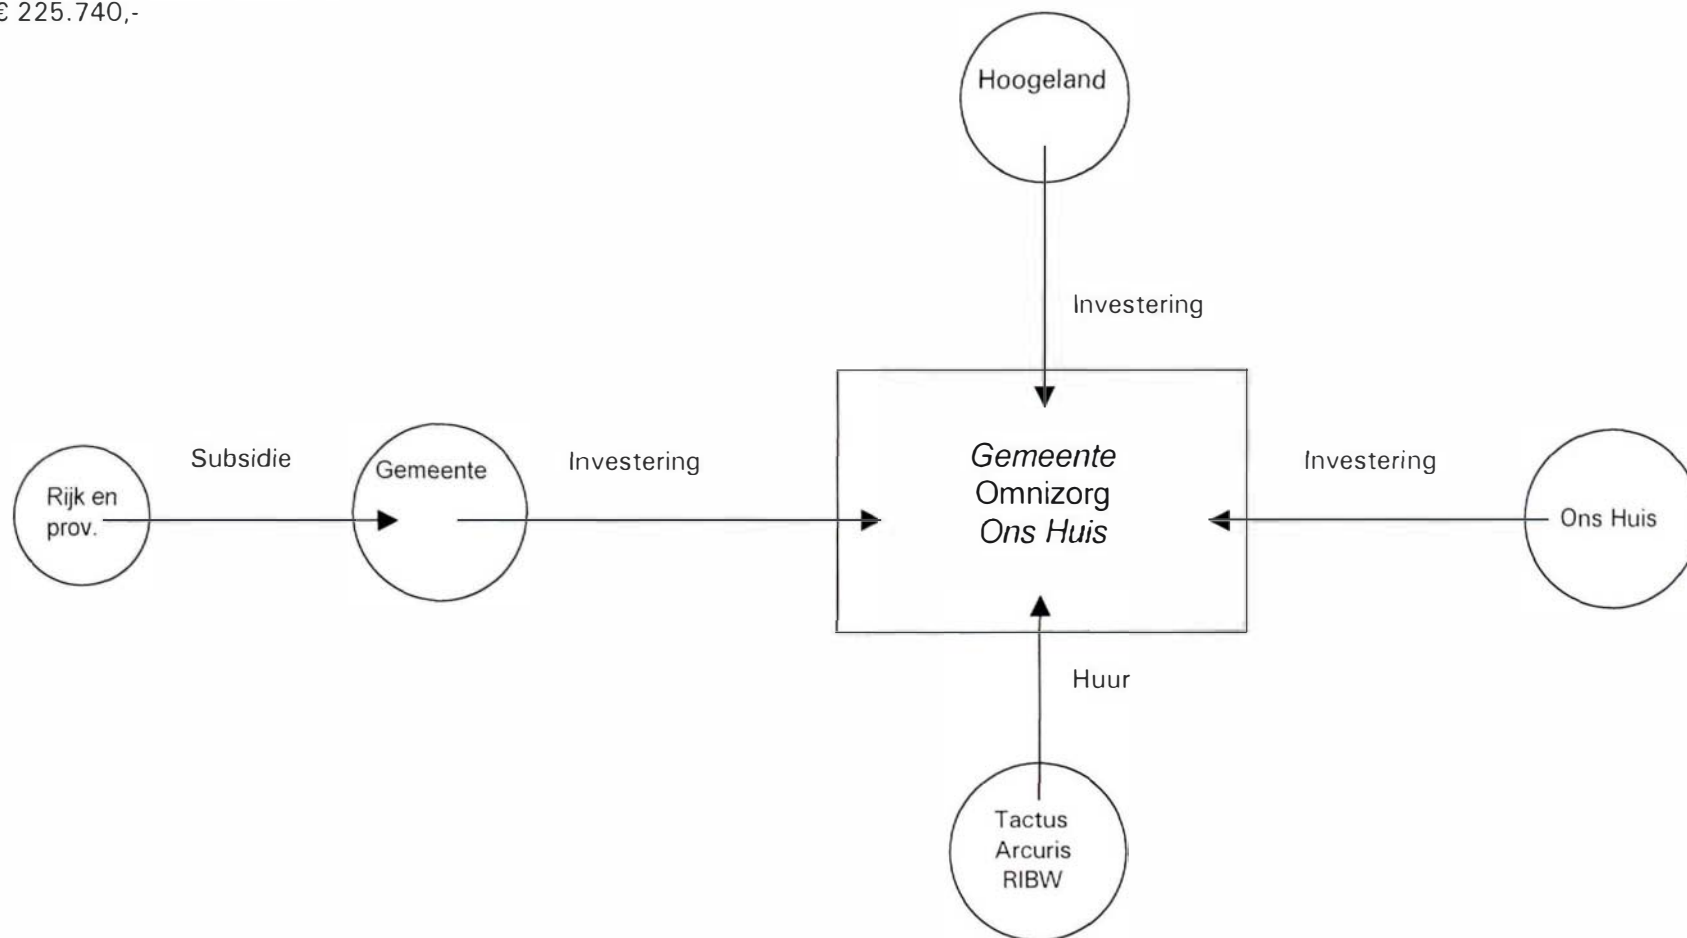 € 225.740,-
Hoogeland
Investering
Subsidie
Gemeente
Investering
Gemeente
Omnizorg
Ons Huis
Investering
Rijk en
prov.
Ons Huis
Huur
Tactus
Arcuris
RIBW